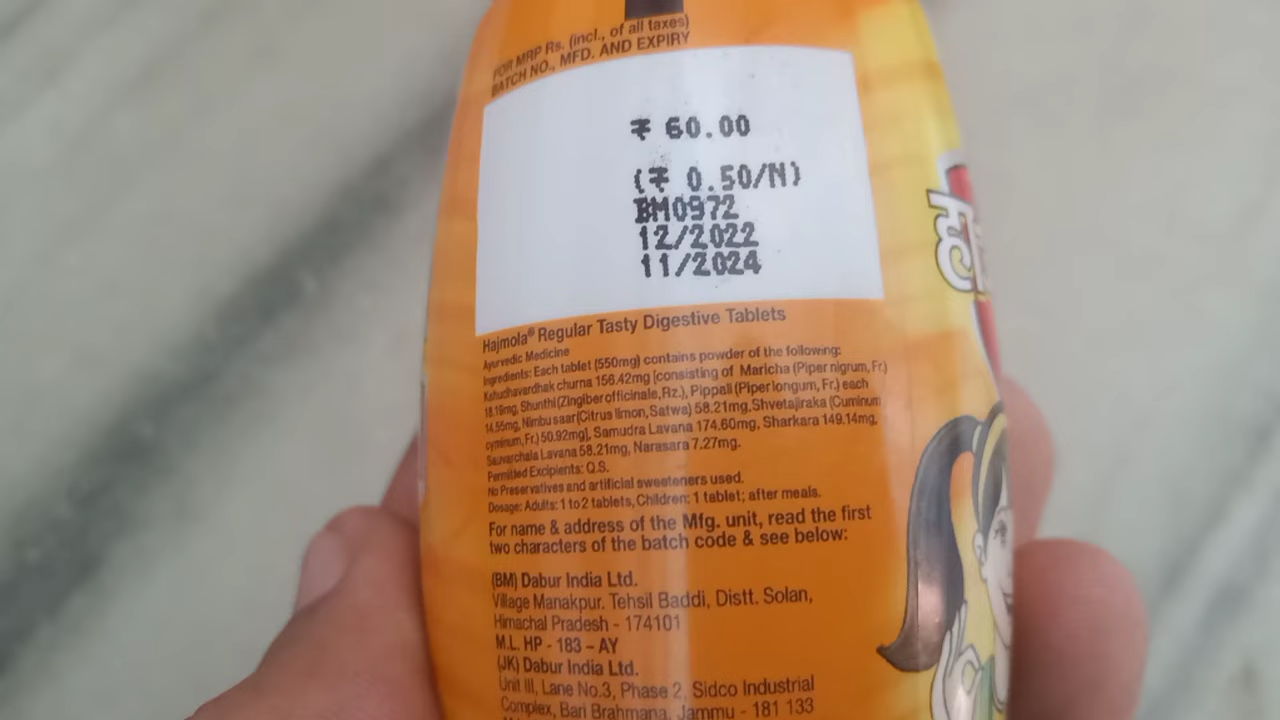 FOR MRP Rs. (incl., of all taxes)
BATCH NO., MFD. AND EXPIRY
₹ 60.00
(₹ 0.50/N)
BM0972
12/2022
11/2024
Hajmola® Regular Tasty Digestive Tablets
Ayurvedic Medicine
Ingredients: Each tablet (550mg) contains powder of the following:
Kshudhavardhak churna 156.42mg [consisting of Maricha (Piper nigrum, Fr.)
18.19mg, Shunthi (Zingiber officinale, Rz.), Pippali (Piper longum, Fr.) each
14.55mg, Nimbu saar (Citrus limon, Satwa) 58.21mg, Shvetajiraka (Cuminum
cyminum, Fr.) 50.92mg], Samudra Lavana 174.60mg, Sharkara 149.14mg,
Sauvarchala Lavana 58.21mg, Narasara 7.27mg.
Permitted Excipients: Q.S.
No Preservatives and artificial sweeteners used.
Dosage: Adults: 1 to 2 tablets, Children: 1 tablet; after meals.
For name & address of the Mfg. unit, read the first
two characters of the batch code & see below:
(BM) Dabur India Ltd.
Village Manakpur. Tehsil Baddi, Distt. Solan,
Himachal Pradesh - 174101
M.L. HP - 183 - AY
(JK) Dabur India Ltd.
Unit III, Lane No.3, Phase 2, Sidco Industrial
Complex, Bari Brahmana, Jammu - 181 133